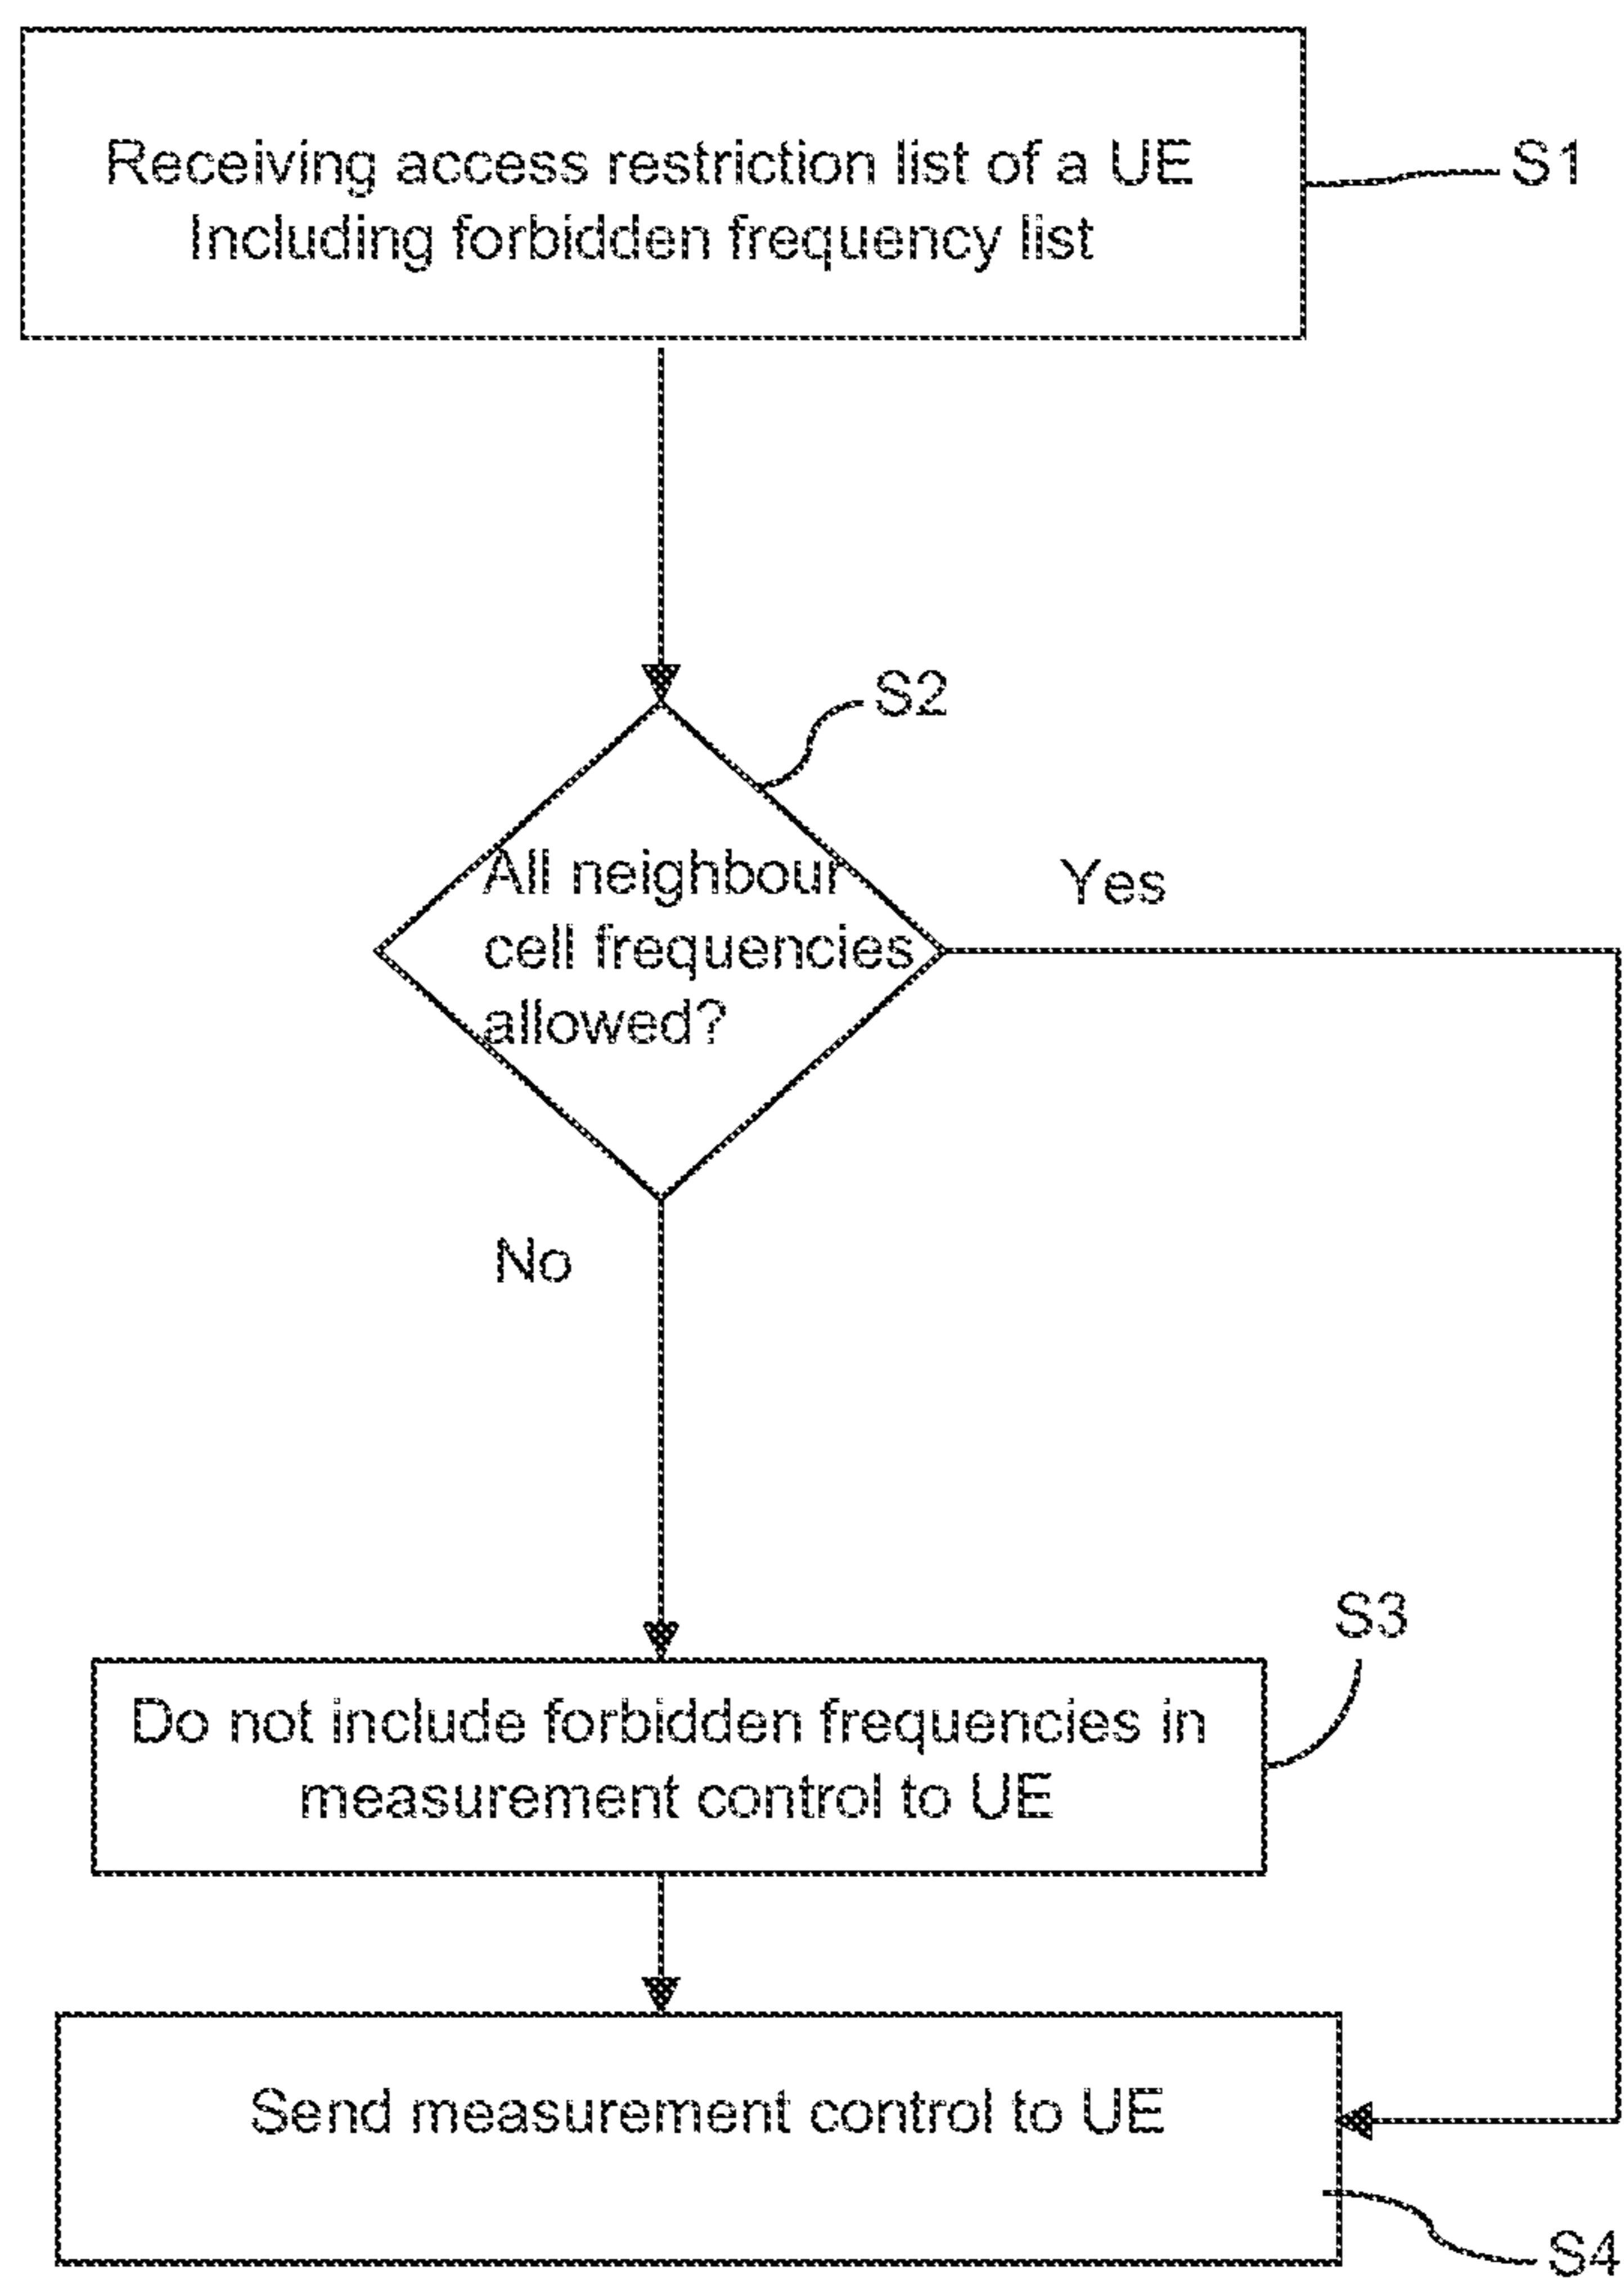 Receiving access restriction list of a UE
Including forbidden frequency list
S1
S2
All neighbour
cell frequencies
allowed?
Yes
No
S3
Do not include forbidden frequencies in
measurement control to UE
Send measurement control to UE
S4